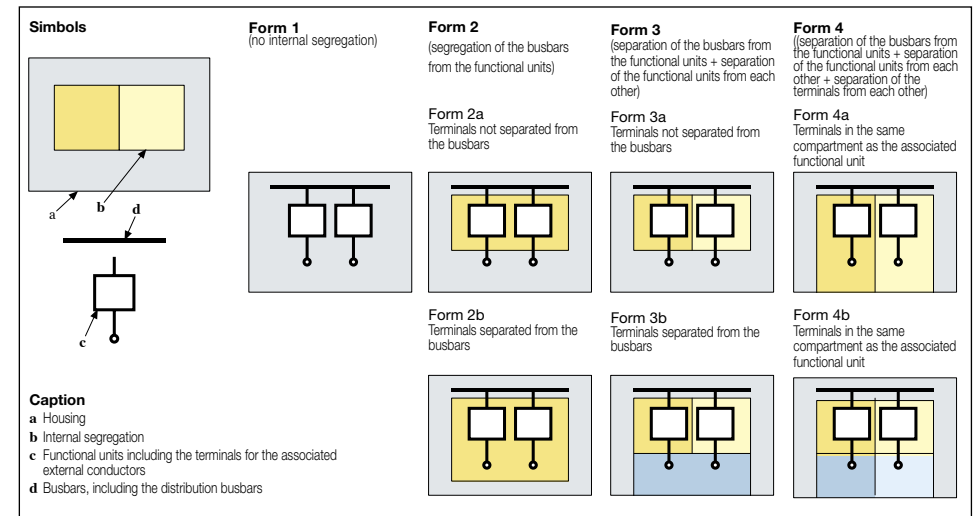 Simbols
a
b
d
c
Caption
a Housing
b Internal segregation
c Functional units including the terminals for the associated
external conductors
d Busbars, including the distribution busbars
Form 1
(no internal segregation)
Form 2
(segregation of the busbars
from the functional units)
Form 2a
Terminals not separated from
the busbars
Form 2b
Terminals separated from the
busbars
Form 3
(separation of the busbars from
the functional units + separation
of the functional units from each
other)
Form 3a
Terminals not separated from
the busbars
Form 3b
Terminals separated from the
busbars
Form 4
((separation of the busbars from
the functional units + separation
of the functional units from each
other + separation of the
terminals from each other)
Form 4a
Terminals in the same
compartment as the associated
functional unit
Form 4b
Terminals in the same
compartment as the associated
functional unit